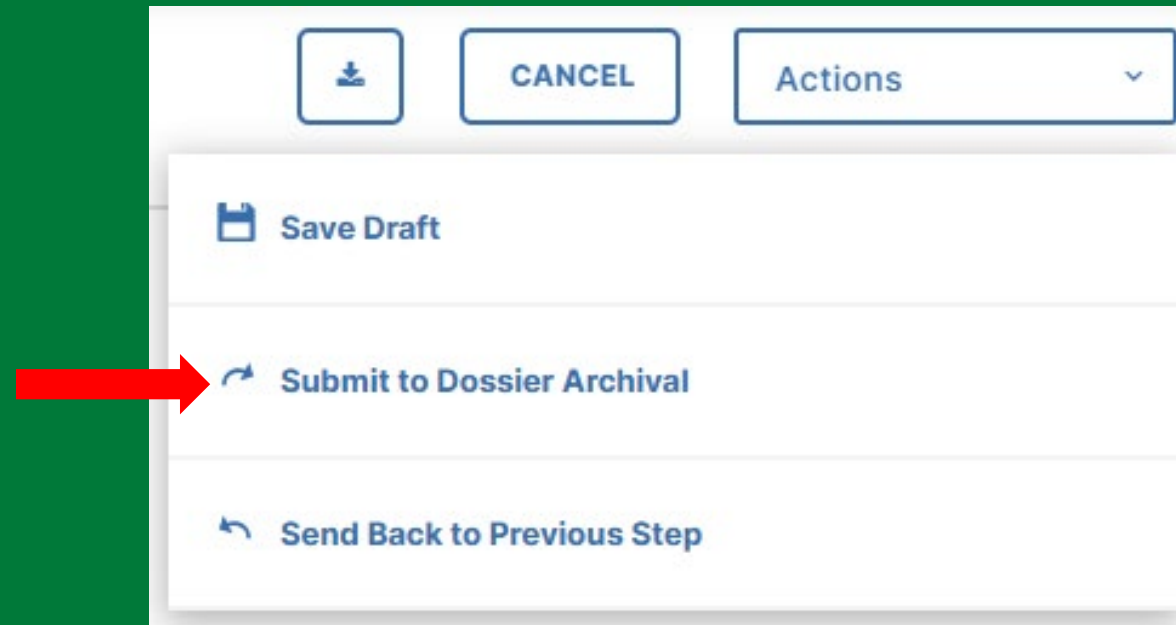 CANCEL Actions
Save Draft
Submit to Dossier Archival
Send Back to Previous Step